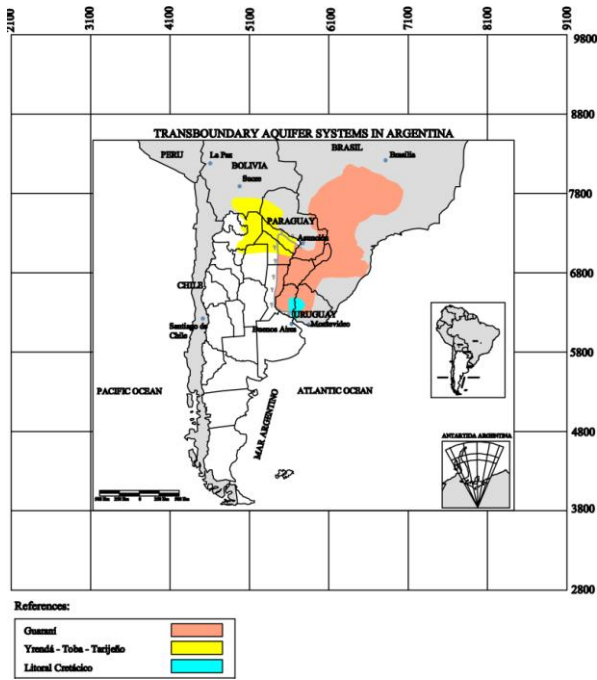 2100 3100 4100 5100 6100 7100 8100 9100
9800
8800
TRANSBOUNDARY AQUIFER SYSTEMS IN ARGENTINA
PERU
La Paz
BRASIL
Brasilia
BOLIVIA
Sucre
7800
PARAGUAY
Asunción
6800
CHILE
URUGUAY
Santiago de
Chile
Buenos Aires
Montevideo
5800
PACIFIC OCEAN
ATLANTIC OCEAN
MAR ARGENTINO
4800
ANTARTIDA ARGENTINA
3800
2800
References:
Guaraní
Yrendá - Toba - Tarijeño
Litoral Cretácico